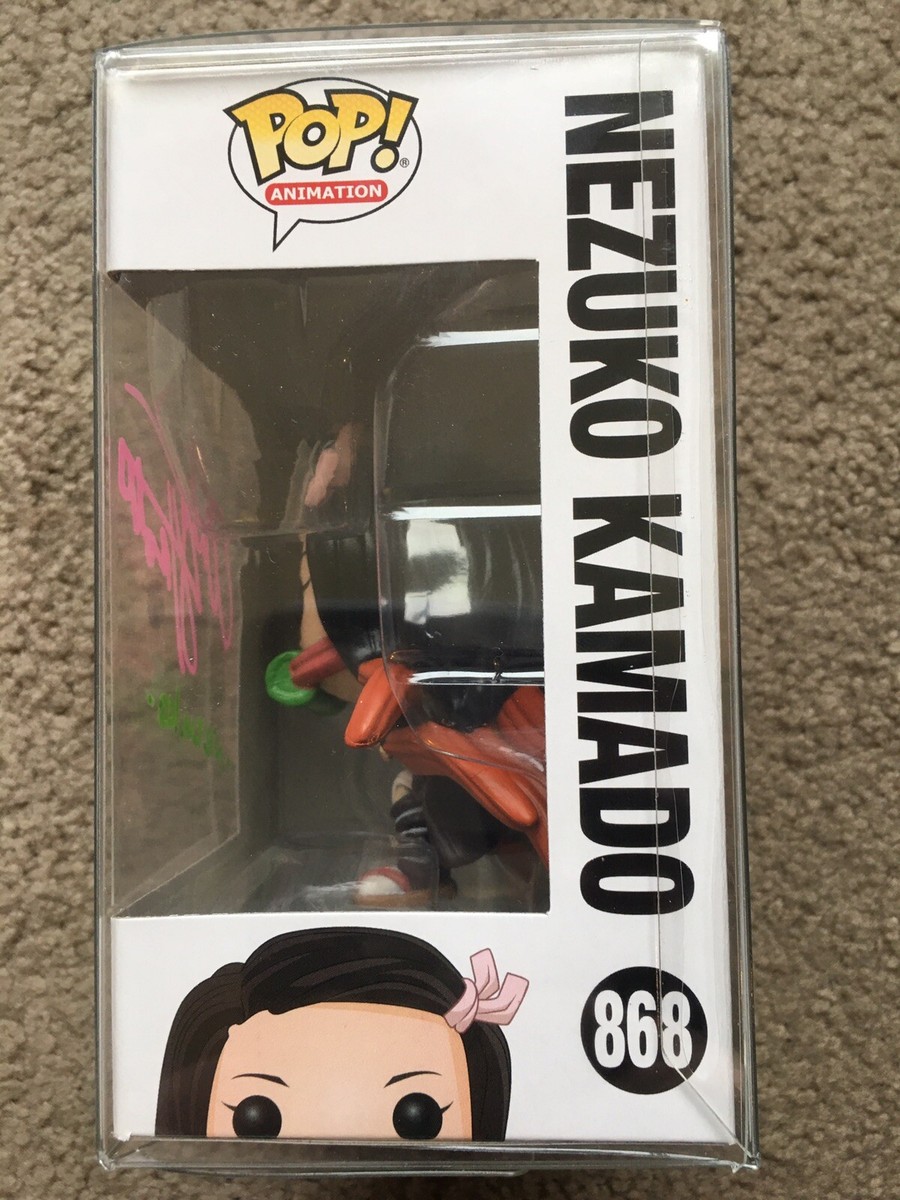 POP!
®
ANIMATION
NEZUKO KAMADO
868